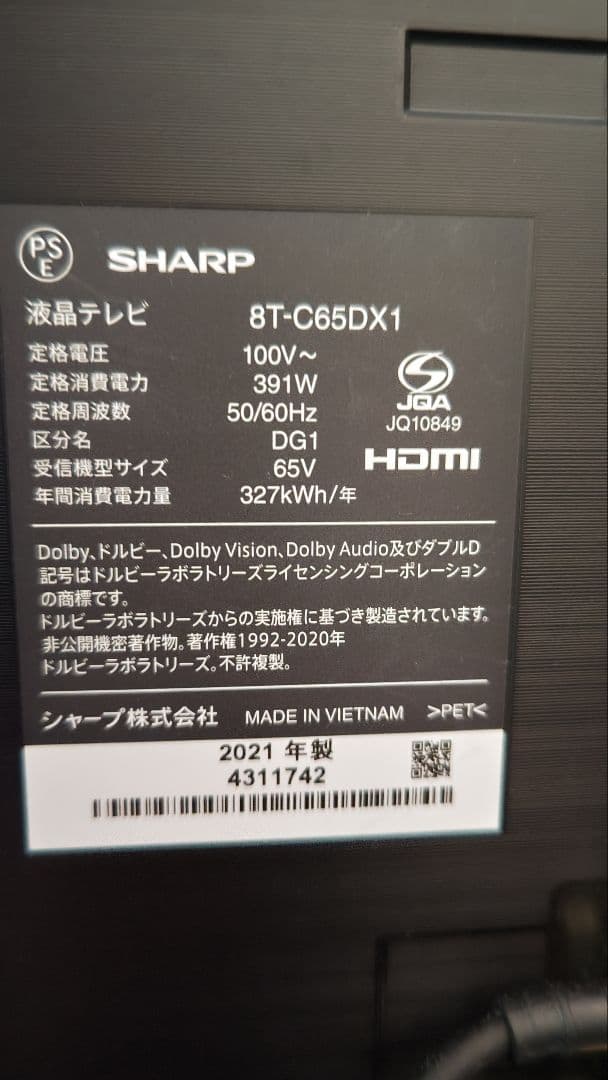 PSE SHARP
液晶テレビ 8T-C65DX1
定格電圧 100V～
定格消費電力 391W
定格周波数 50/60Hz
区分名 DG1
受信機型サイズ 65V
年間消費電力量 327kWh/年
JQA
JQ10849
HDMI
Dolby、ドルビー、Dolby Vision、Dolby Audio及びダブルD
記号はドルビーラボラトリーズライセンシングコーポレーション
の商標です。
ドルビーラボラトリーズからの実施権に基づき製造されています。
非公開機密著作物。著作権1992-2020年
ドルビーラボラトリーズ。不許複製。
シャープ株式会社 MADE IN VIETNAM >PET<
2021 年製
4311742